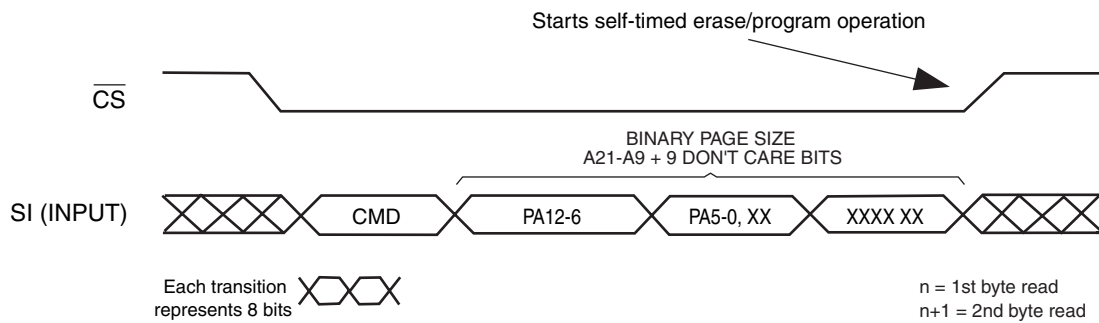 Starts self-timed erase/program operation
CS
BINARY PAGE SIZE
A21-A9 + 9 DON'T CARE BITS
SI (INPUT)
CMD
PA12-6
PA5-0, XX
XXXX XX
Each transition
represents 8 bits
n = 1st byte read
n+1 = 2nd byte read